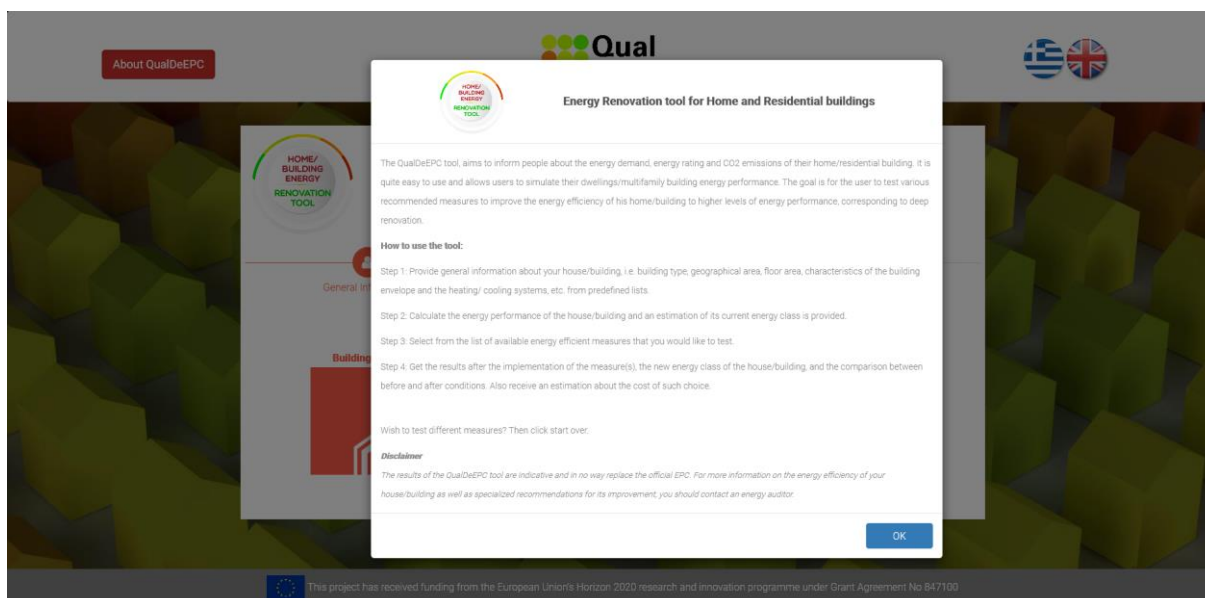 About QualDeEPC
Qual
HOME/
BUILDING
ENERGY
RENOVATION
TOOL
Energy Renovation tool for Home and Residential buildings
The QualDeEPC tool, aims to inform people about the energy demand, energy rating and CO2 emissions of their home/residential building. It is
quite easy to use and allows users to simulate their dwellings/multifamily building energy performance. The goal is for the user to test various
recommended measures to improve the energy efficiency of his home/building to higher levels of energy performance, corresponding to deep
renovation.
How to use the tool:
Step 1: Provide general information about your house/building, i.e. building type, geographical area, floor area, characteristics of the building
envelope and the heating/ cooling systems, etc. from predefined lists.
Step 2: Calculate the energy performance of the house/building and an estimation of its current energy class is provided.
Step 3: Select from the list of available energy efficient measures that you would like to test.
Step 4: Get the results after the implementation of the measure(s), the new energy class of the house/building, and the comparison between
before and after conditions. Also receive an estimation about the cost of such choice.
Wish to test different measures? Then click start over.
Disclaimer
The results of the QualDeEPC tool are indicative and in no way replace the official EPC. For more information on the energy efficiency of your
house/building as well as specialized recommendations for its improvement, you should contact an energy auditor.
OK
HOME/
BUILDING
ENERGY
RENOVATION
TOOL
General
Building
This project has received funding from the European Union's Horizon 2020 research and innovation programme under Grant Agreement No 847100